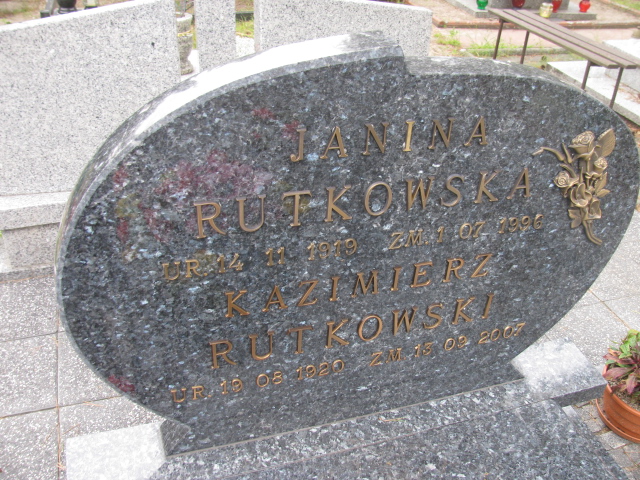 JANINA
RUTKOWSKA
UR. 14 11 1919 ZM. 1 07 1996
KAZIMIERZ
RUTKOWSKI
UR. 19 08 1920 ZM. 13 09 2007